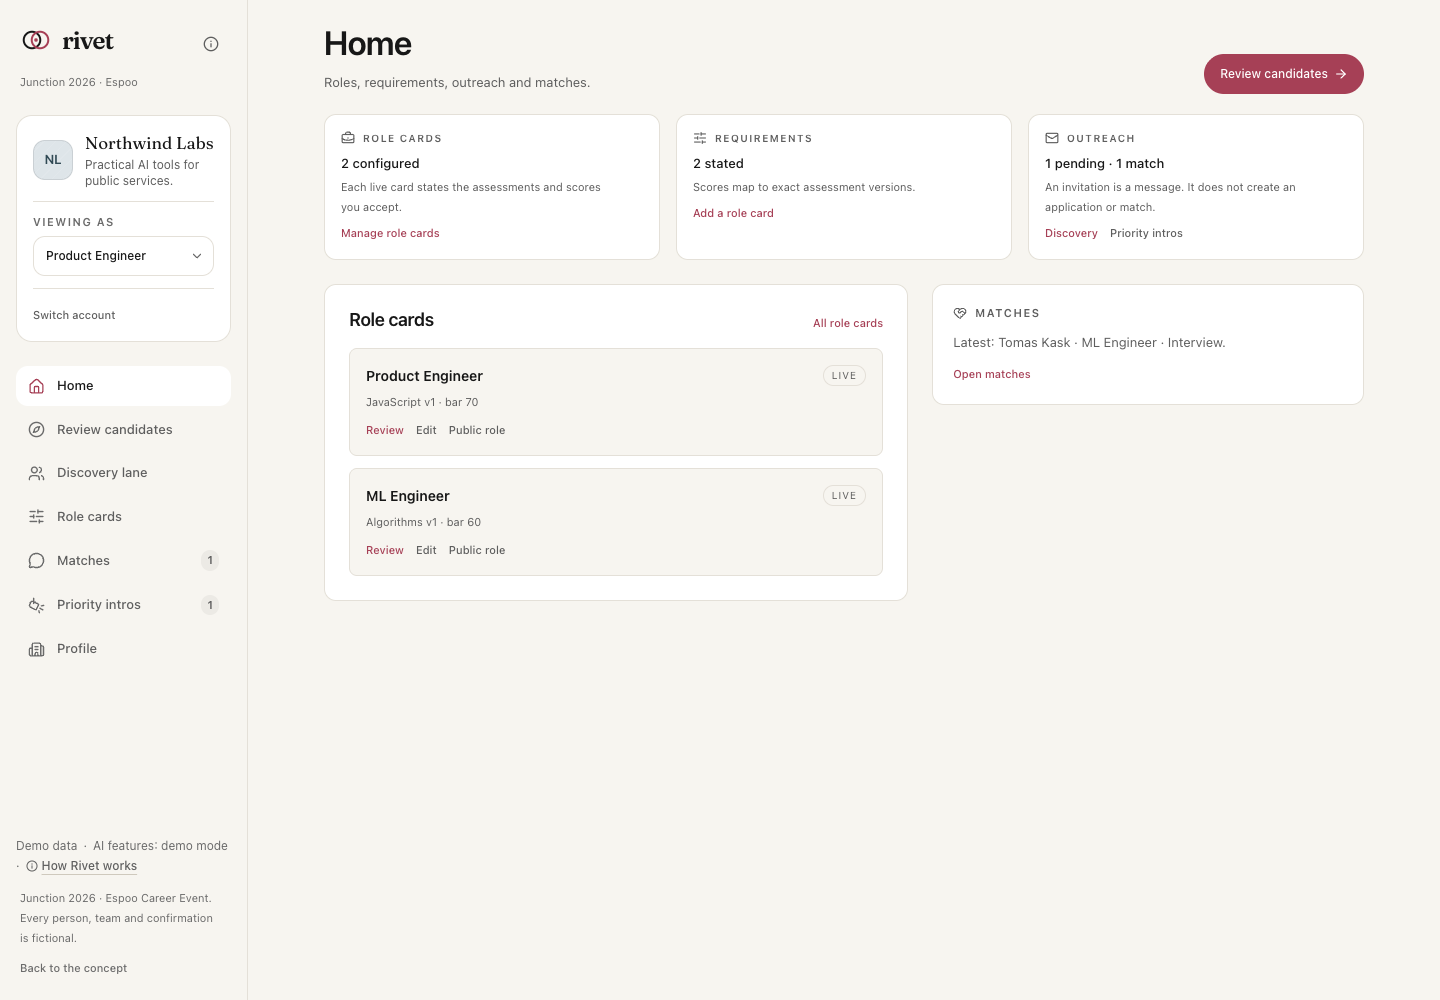 rivet
Junction 2026 · Espoo
NL
Northwind Labs
Practical AI tools for
public services.
VIEWING AS
Product Engineer
Switch account
Home
Review candidates
Discovery lane
Role cards
Matches 1
Priority intros 1
Profile
Demo data · AI features: demo mode
· How Rivet works
Junction 2026 · Espoo Career Event.
Every person, team and confirmation
is fictional.
Back to the concept
Home
Roles, requirements, outreach and matches.
Review candidates
ROLE CARDS
2 configured
Each live card states the assessments and scores
you accept.
Manage role cards
REQUIREMENTS
2 stated
Scores map to exact assessment versions.
Add a role card
OUTREACH
1 pending · 1 match
An invitation is a message. It does not create an
application or match.
Discovery Priority intros
Role cards
All role cards
Product Engineer LIVE
JavaScript v1 · bar 70
Review Edit Public role
ML Engineer LIVE
Algorithms v1 · bar 60
Review Edit Public role
MATCHES
Latest: Tomas Kask · ML Engineer · Interview.
Open matches